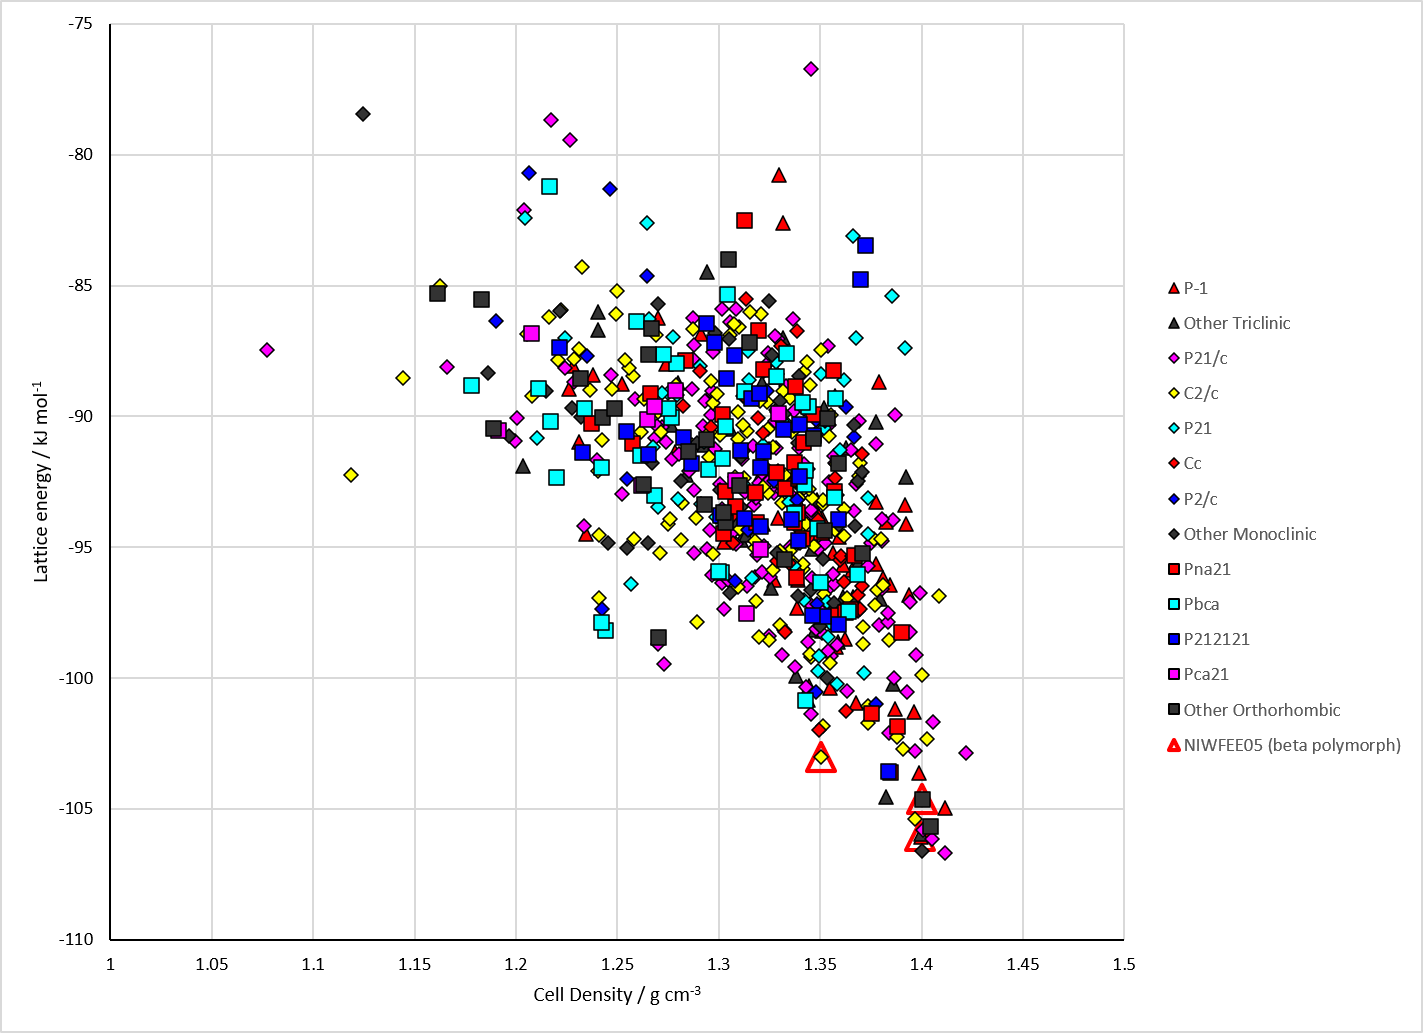 -75
-80
-85
-90
-95
-100
-105
-110
Lattice energy / kJ mol⁻¹
1
1.05
1.1
1.15
1.2
1.25
1.3
1.35
1.4
1.45
1.5
Cell Density / g cm⁻³
P-1
Other Triclinic
P21/c
C2/c
P21
Cc
P2/c
Other Monoclinic
Pna21
Pbca
P212121
Pca21
Other Orthorhombic
NIWFEE05 (beta polymorph)